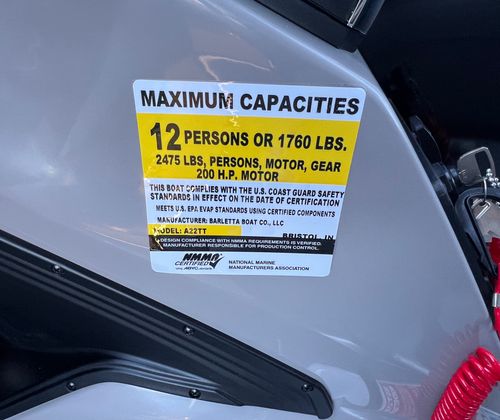 MAXIMUM CAPACITIES
12 PERSONS OR 1760 LBS.
2475 LBS, PERSONS, MOTOR, GEAR
200 H.P. MOTOR
THIS BOAT COMPLIES WITH THE U.S. COAST GUARD SAFETY
STANDARDS IN EFFECT ON THE DATE OF CERTIFICATION
MEETS U.S. EPA EVAP STANDARDS USING CERTIFIED COMPONENTS
MANUFACTURER: BARLETTA BOAT CO., LLC
MODEL: A22TT BRISTOL, IN
DESIGN COMPLIANCE WITH NMMA REQUIREMENTS IS VERIFIED.
MANUFACTURER RESPONSIBLE FOR PRODUCTION CONTROL.
NMMA
CERTIFIED
NATIONAL MARINE
MANUFACTURERS ASSOCIATION